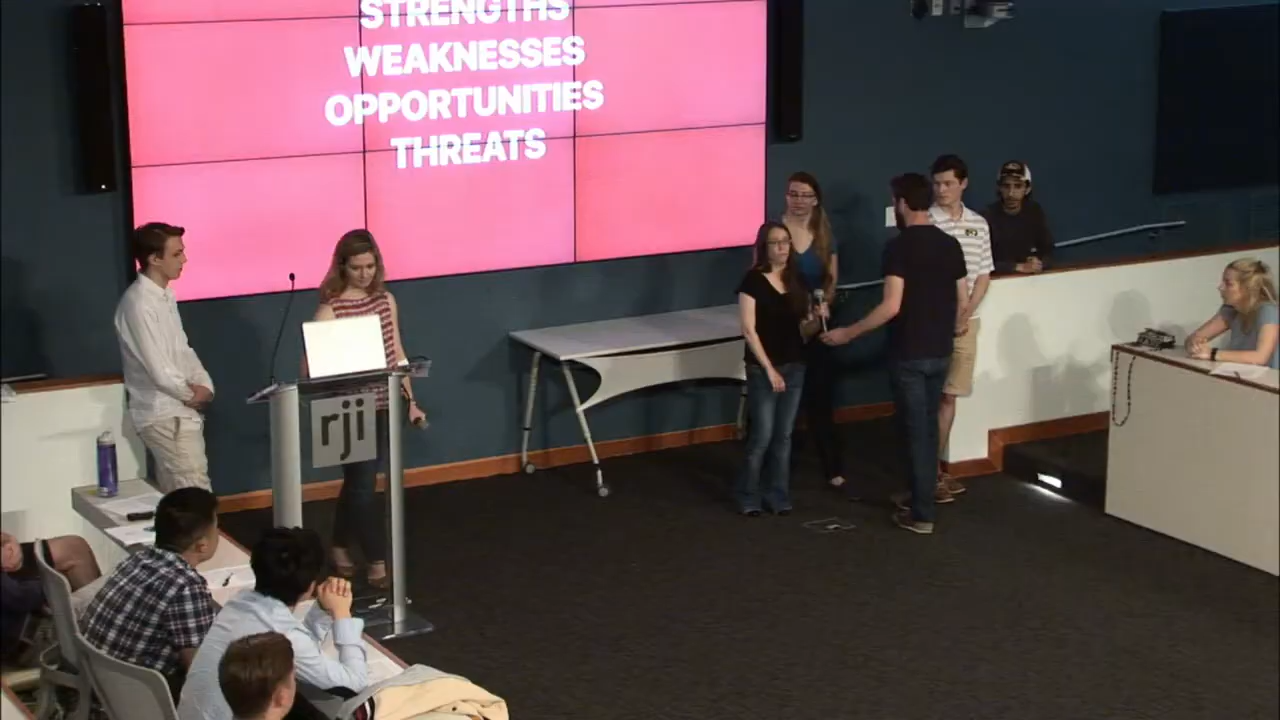 STRENGTHS
WEAKNESSES
OPPORTUNITIES
THREATS
rji